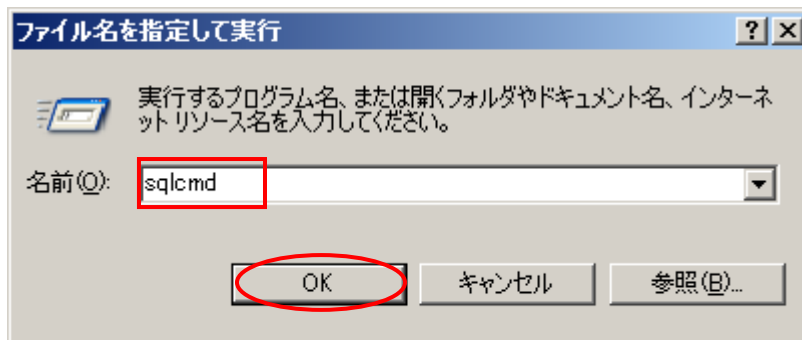 ファイル名を指定して実行
実行するプログラム名、または開くフォルダやドキュメント名、インターネ
ット リソース名を入力してください。
名前(O):
sqlcmd
OK
キャンセル
参照(B)...